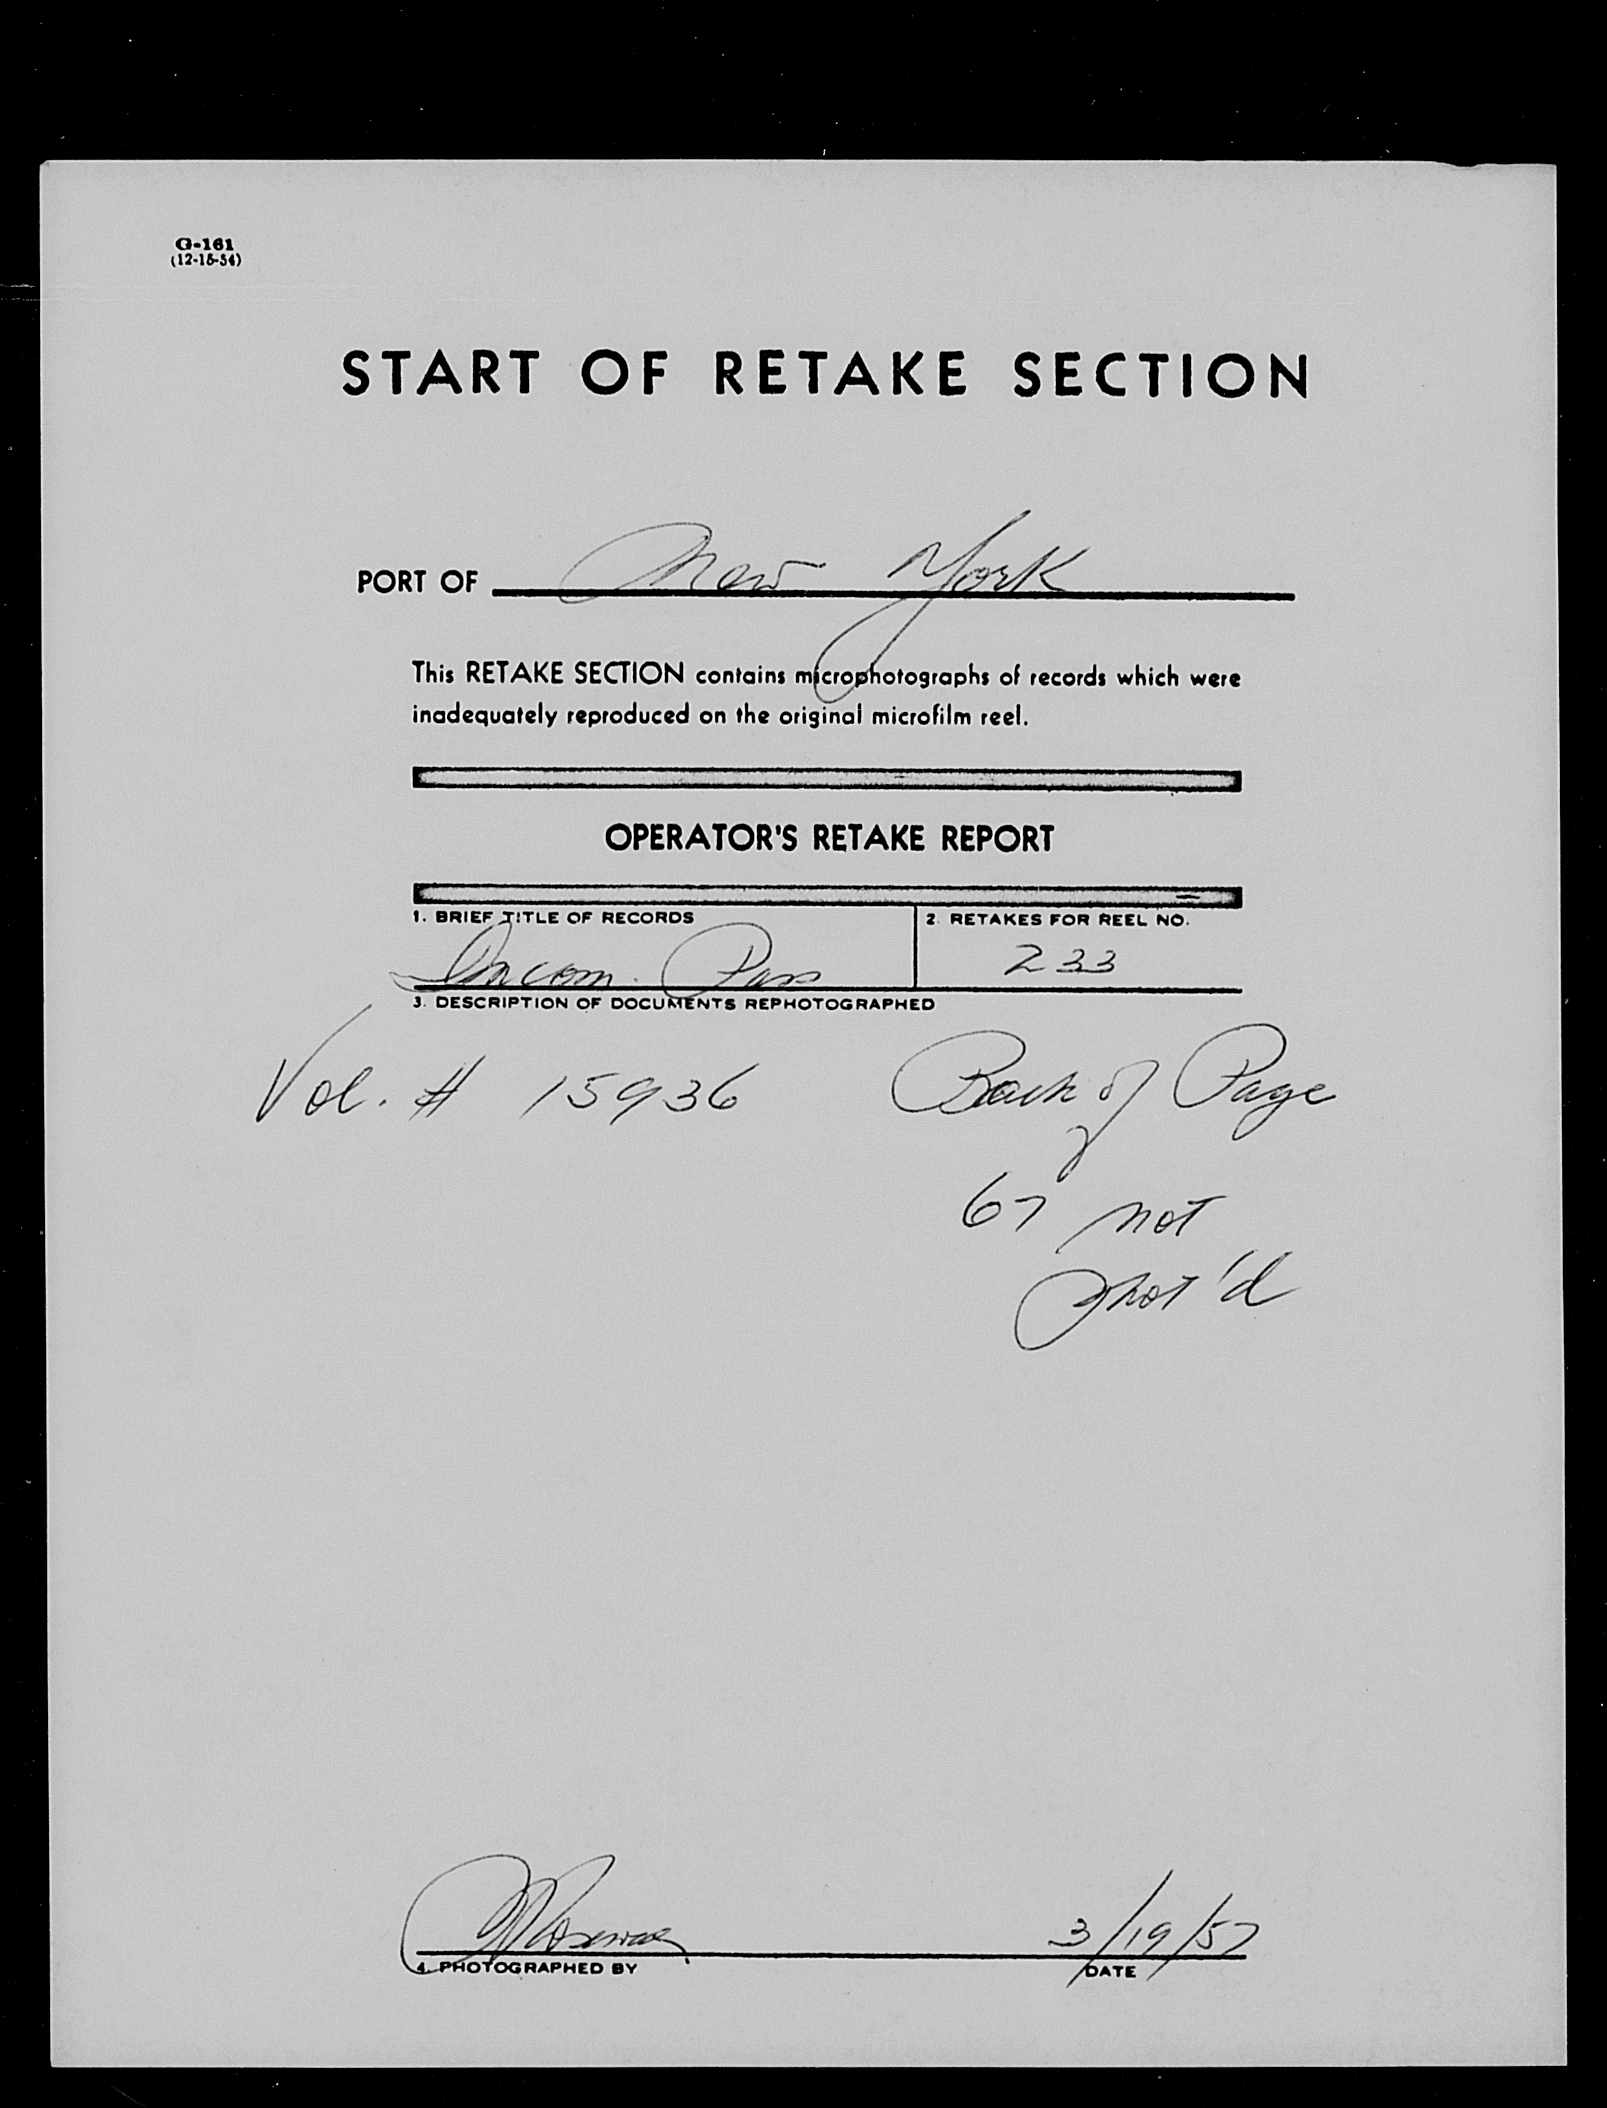 G-161
(12-15-54)
START OF RETAKE SECTION
PORT OF New York
This RETAKE SECTION contains microphotographs of records which were
inadequately reproduced on the original microfilm reel.
OPERATOR'S RETAKE REPORT
1. BRIEF TITLE OF RECORDS
2. RETAKES FOR REEL NO.
Incom. Pass
233
3. DESCRIPTION OF DOCUMENTS REPHOTOGRAPHED
Vol. # 15936 Back of Page
67 not
phot'd
3/19/57
4. PHOTOGRAPHED BY
DATE